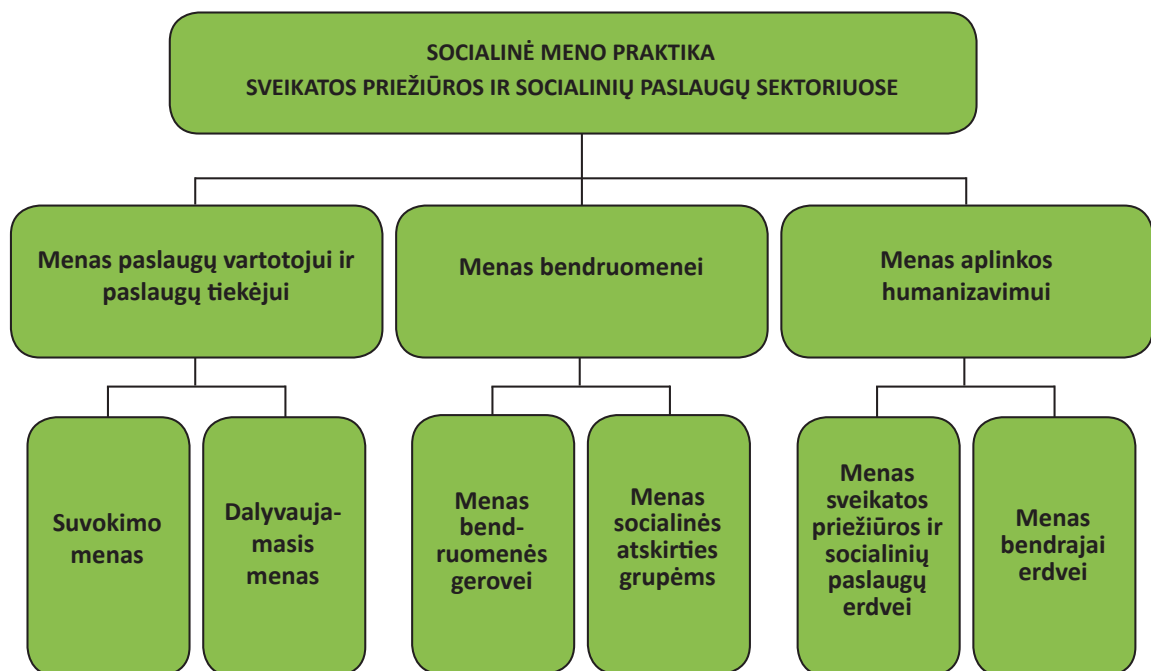 SOCIALINĖ MENO PRAKTIKA
SVEIKATOS PRIEŽIŪROS IR SOCIALINIŲ PASLAUGŲ SEKTORIUOSE
Menas paslaugų vartotojui ir
paslaugų tiekėjui
Menas bendruomenei
Menas aplinkos
humanizavimui
Suvokimo
menas
Dalyvauja-
masis
menas
Menas
bend-
ruomenės
gerovei
Menas
socialinės
atskirties
grupėms
Menas
sveikatos
priežiūros ir
socialinių
paslaugų
erdvei
Menas
bendrajai
erdvei